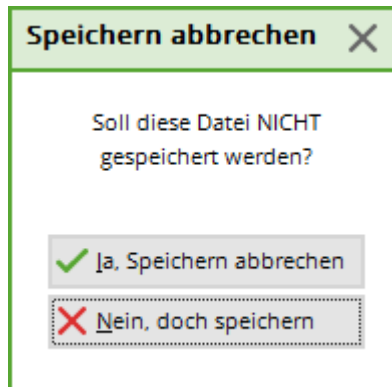 Speichern abbrechen
Soll diese Datei NICHT
gespeichert werden?
Ja, Speichern abbrechen
Nein, doch speichern